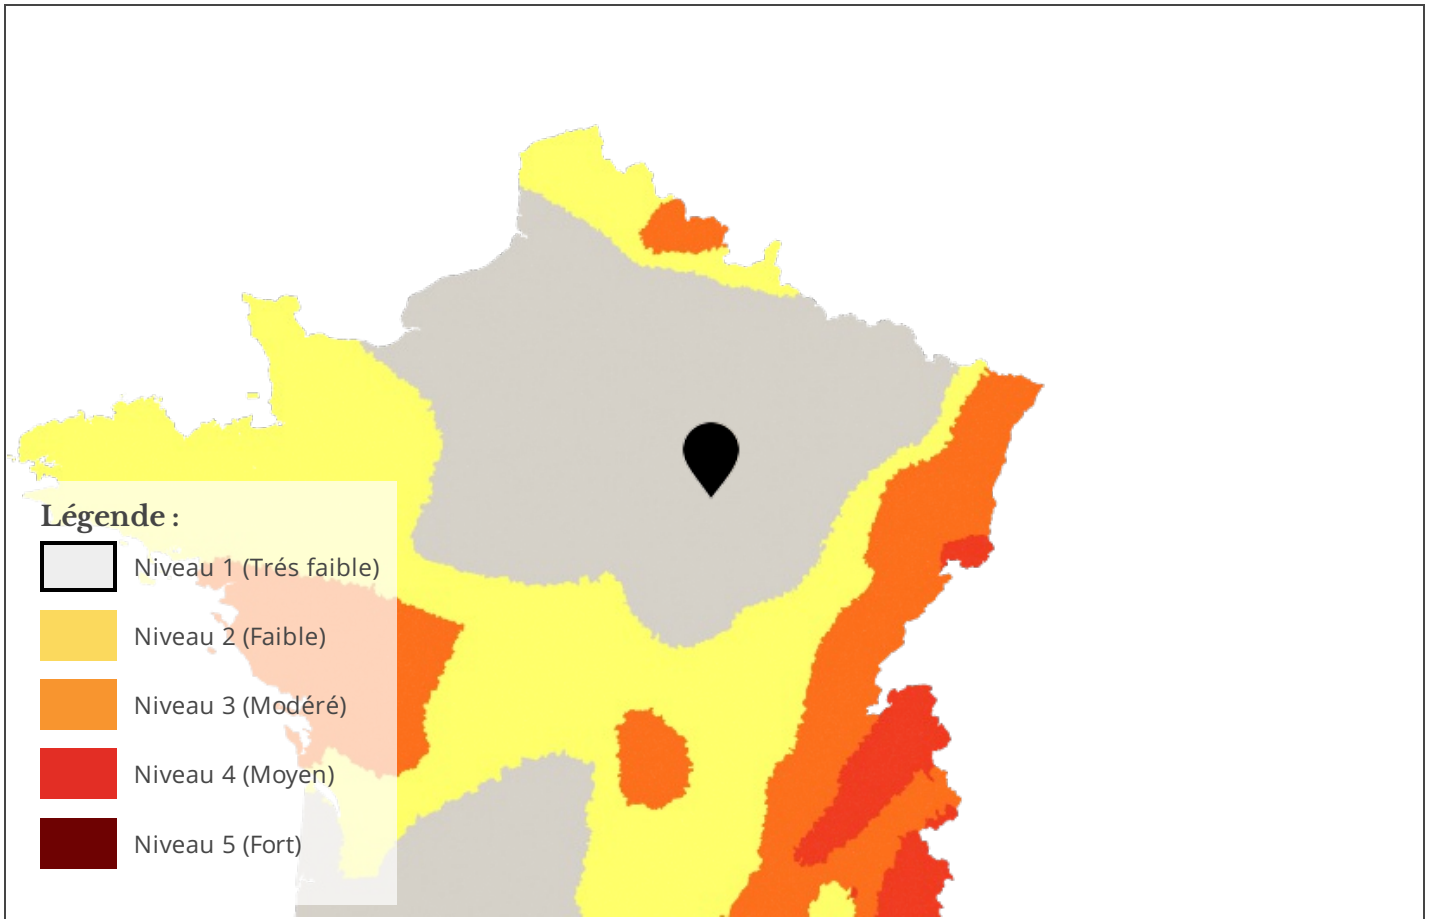 Légende :
Niveau 1 (Trés faible)
Niveau 2 (Faible)
Niveau 3 (Modéré)
Niveau 4 (Moyen)
Niveau 5 (Fort)